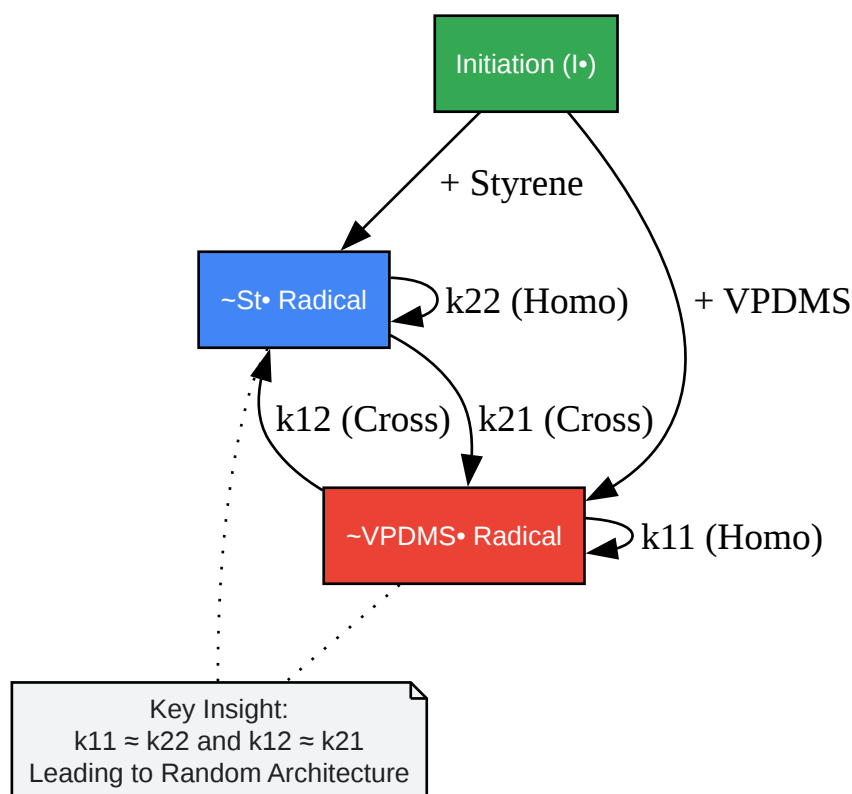 Initiation (I•)
+ Styrene
~St• Radical
k22 (Homo)
+ VPDMS
k12 (Cross)
k21 (Cross)
~VPDMS• Radical
k11 (Homo)
Key Insight:
k11 ≈ k22 and k12 ≈ k21
Leading to Random Architecture